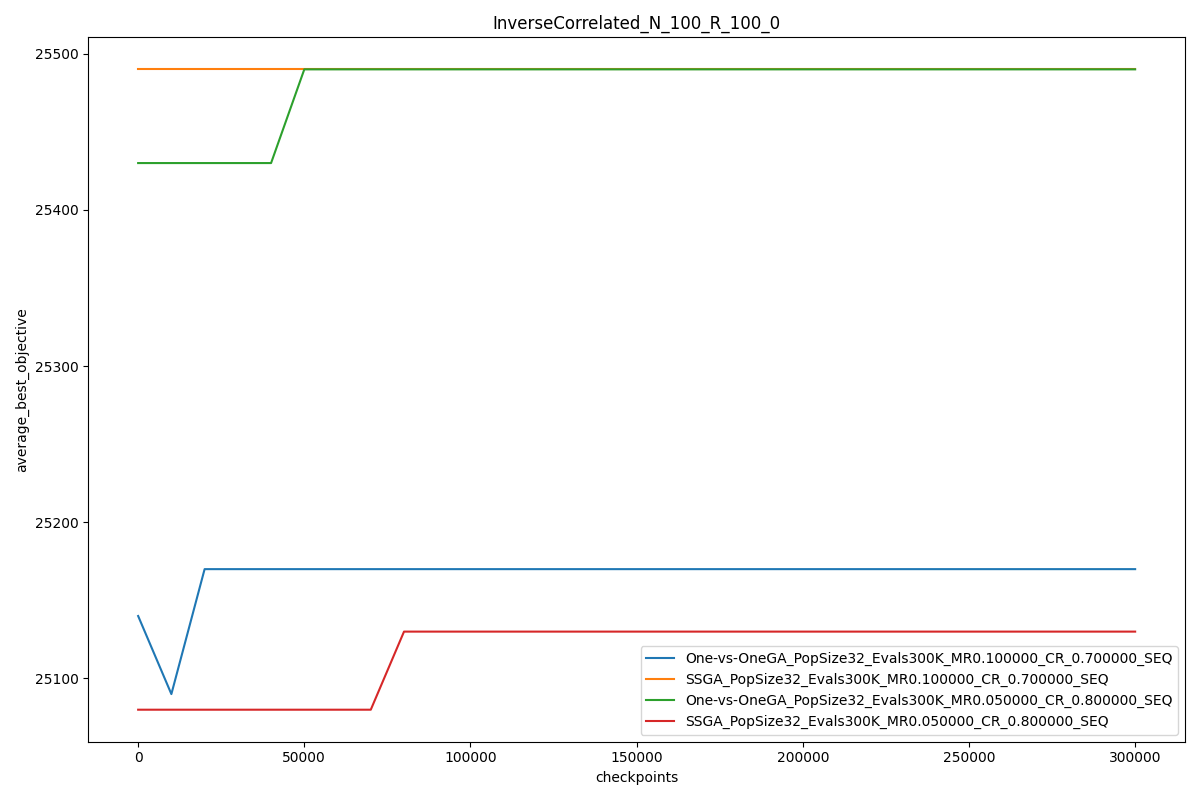 InverseCorrelated_N_100_R_100_0
25500
25400
25300
25200
25100
average_best_objective
0
50000
100000
150000
200000
250000
300000
checkpoints
One-vs-OneGA_PopSize32_Evals300K_MR0.100000_CR_0.700000_SEQ
SSGA_PopSize32_Evals300K_MR0.100000_CR_0.700000_SEQ
One-vs-OneGA_PopSize32_Evals300K_MR0.050000_CR_0.800000_SEQ
SSGA_PopSize32_Evals300K_MR0.050000_CR_0.800000_SEQ